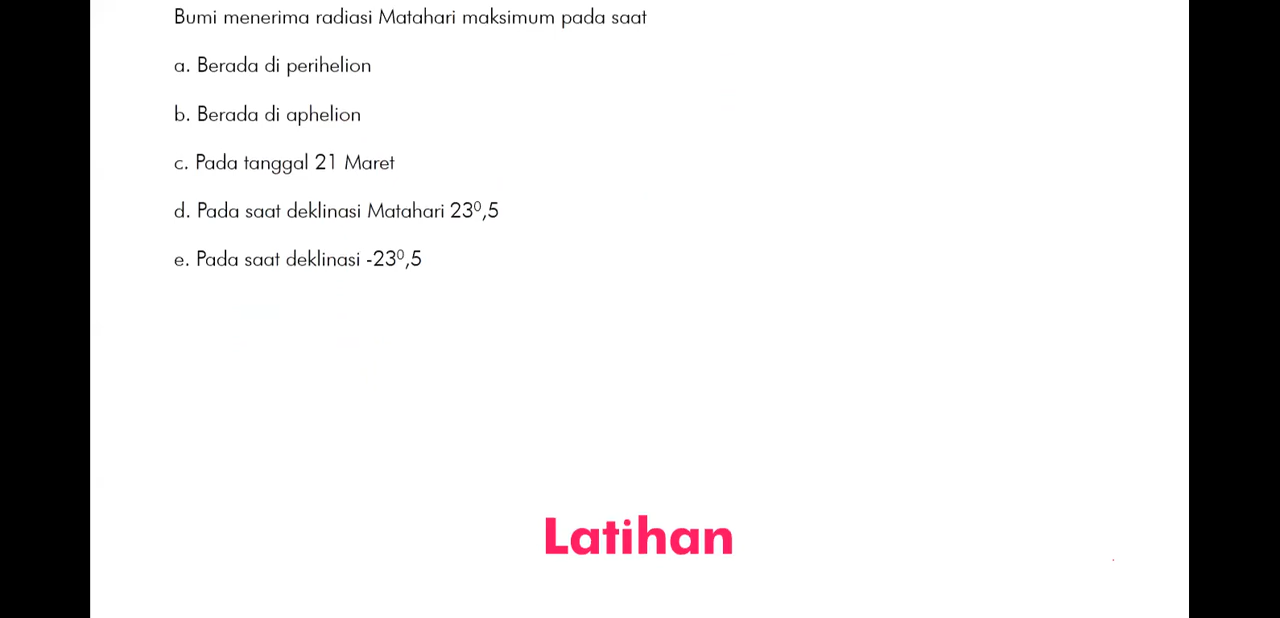 Bumi menerima radiasi Matahari maksimum pada saat
a. Berada di perihelion
b. Berada di aphelion
c. Pada tanggal 21 Maret
d. Pada saat deklinasi Matahari 23⁰,5
e. Pada saat deklinasi -23⁰,5
Latihan